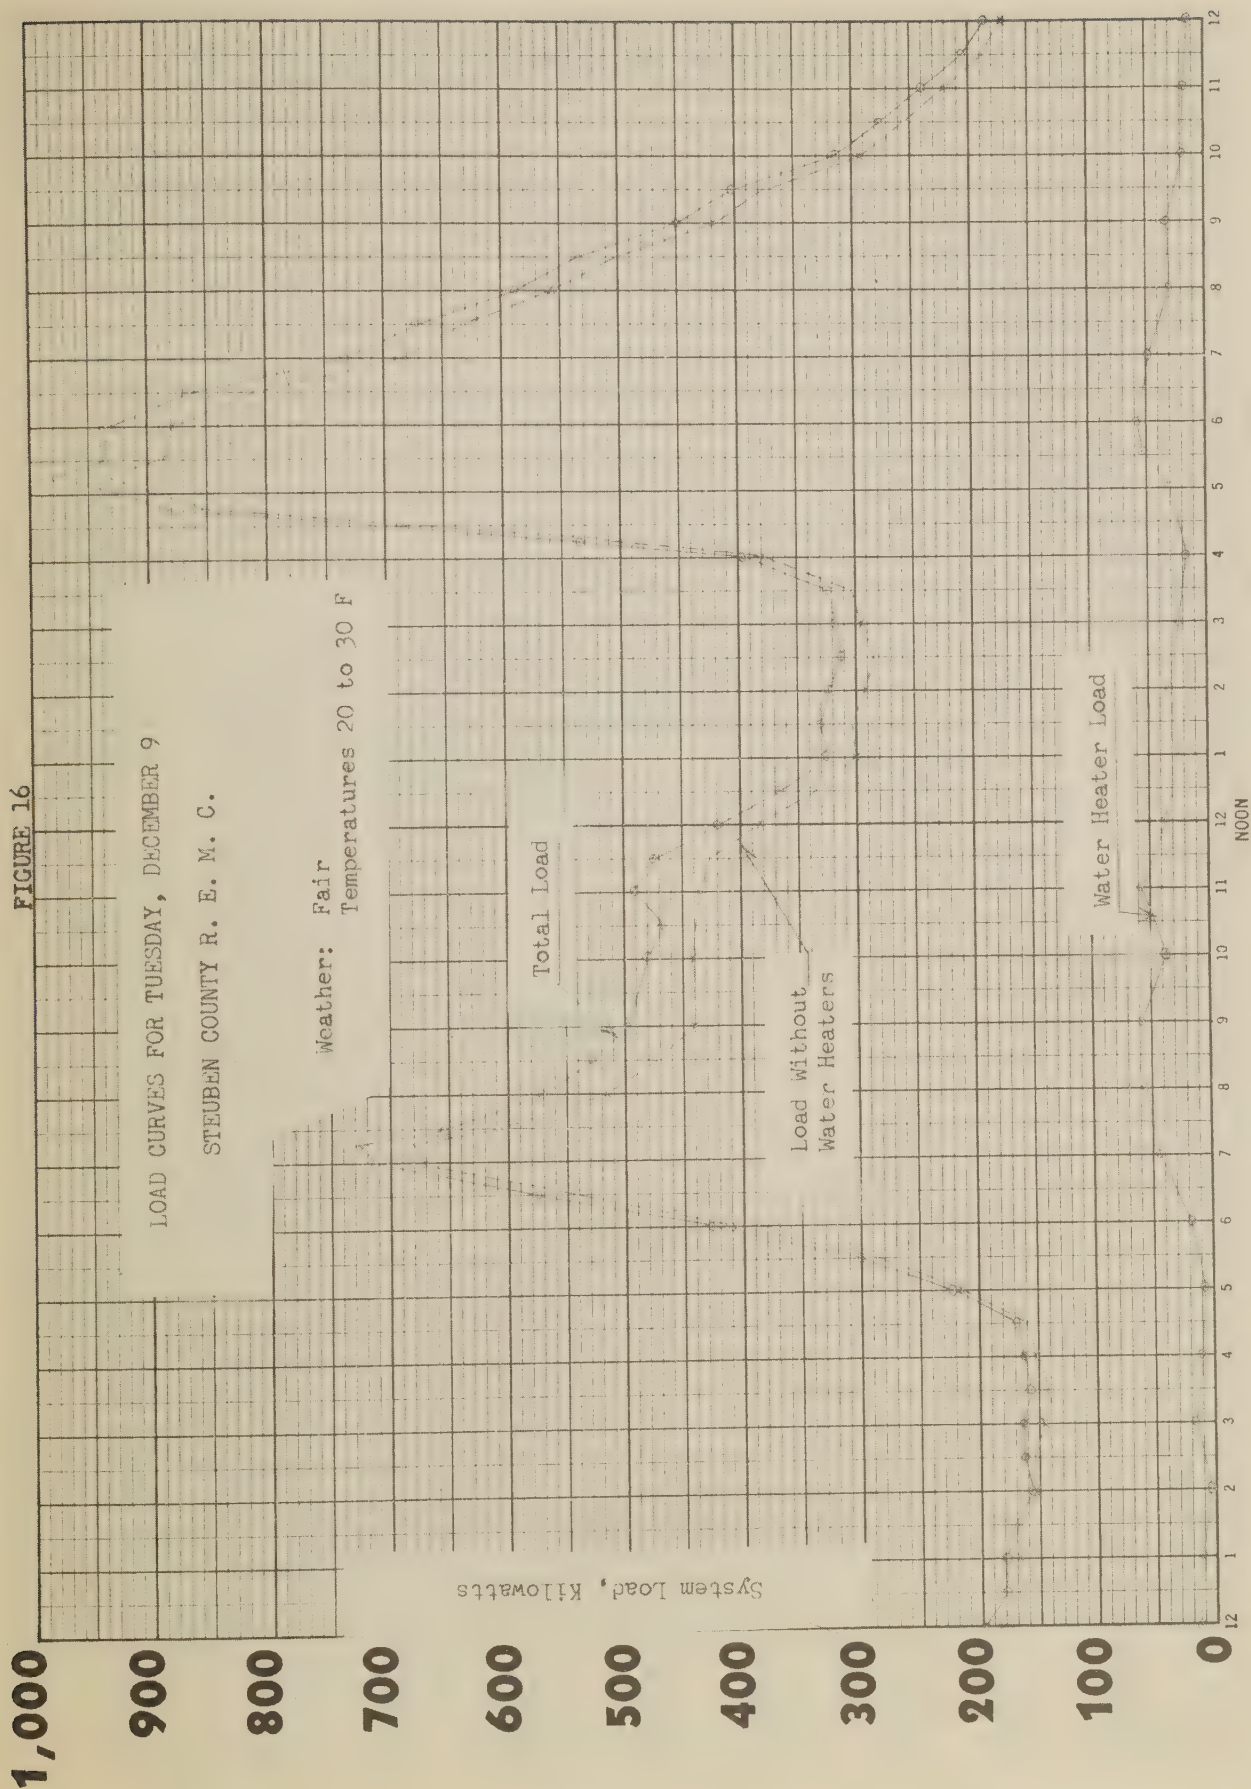 FIGURE 16
LOAD CURVES FOR TUESDAY, DECEMBER 9
STEUBEN COUNTY R. E. M. C.
Weather: Fair
Temperatures 20 to 30 F
Total Load
Load Without
Water Heaters
Water Heater Load
System Load, Kilowatts
1,000
900
800
700
600
500
400
300
200
100
0
12 1 2 3 4 5 6 7 8 9 10 11 12 1 2 3 4 5 6 7 8 9 10 11 12
NOON